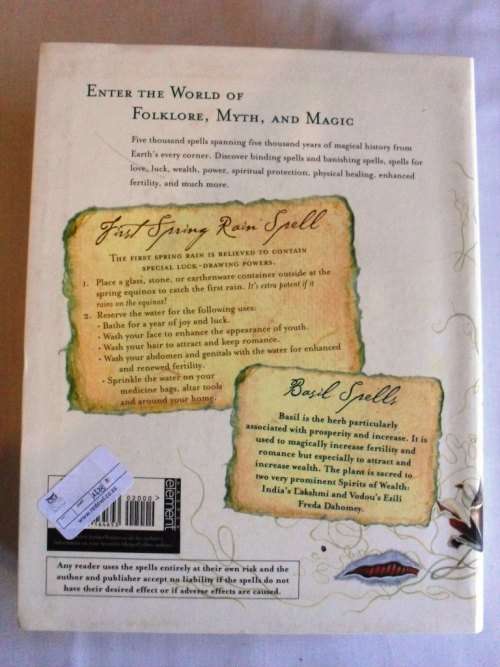 Enter the World of
Folklore, Myth, and Magic
Five thousand spells spanning five thousand years of magical history from
Earth's every corner. Discover binding spells and banishing spells, spells for
love, luck, wealth, power, spiritual protection, physical healing, enhanced
fertility, and much more.
First Spring Rain Spell
The first spring rain is believed to contain
special luck-drawing powers.
1. Place a glass, stone, or earthenware container outside at the
spring equinox to catch the first rain. It's extra potent if it
rains on the equinox!
2. Reserve the water for the following uses:
• Bathe for a year of joy and luck.
• Wash your face to enhance the appearance of youth.
• Wash your hair to attract and keep romance.
• Wash your abdomen and genitals with the water for enhanced
and renewed fertility.
• Sprinkle the water on your
medicine bags, altar tools
and around your home.
Basil Spells
Basil is the herb particularly
associated with prosperity and increase. It is
used to magically increase fertility and
romance but especially to attract and
increase wealth. The plant is sacred to
two very prominent Spirits of Wealth:
India's Lakshmi and Vodou's Ezili
Freda Dahomey.
02000
element
Any reader uses the spells entirely at their own risk and the
author and publisher accept no liability if the spells do not
have their desired effect or if adverse effects are caused.